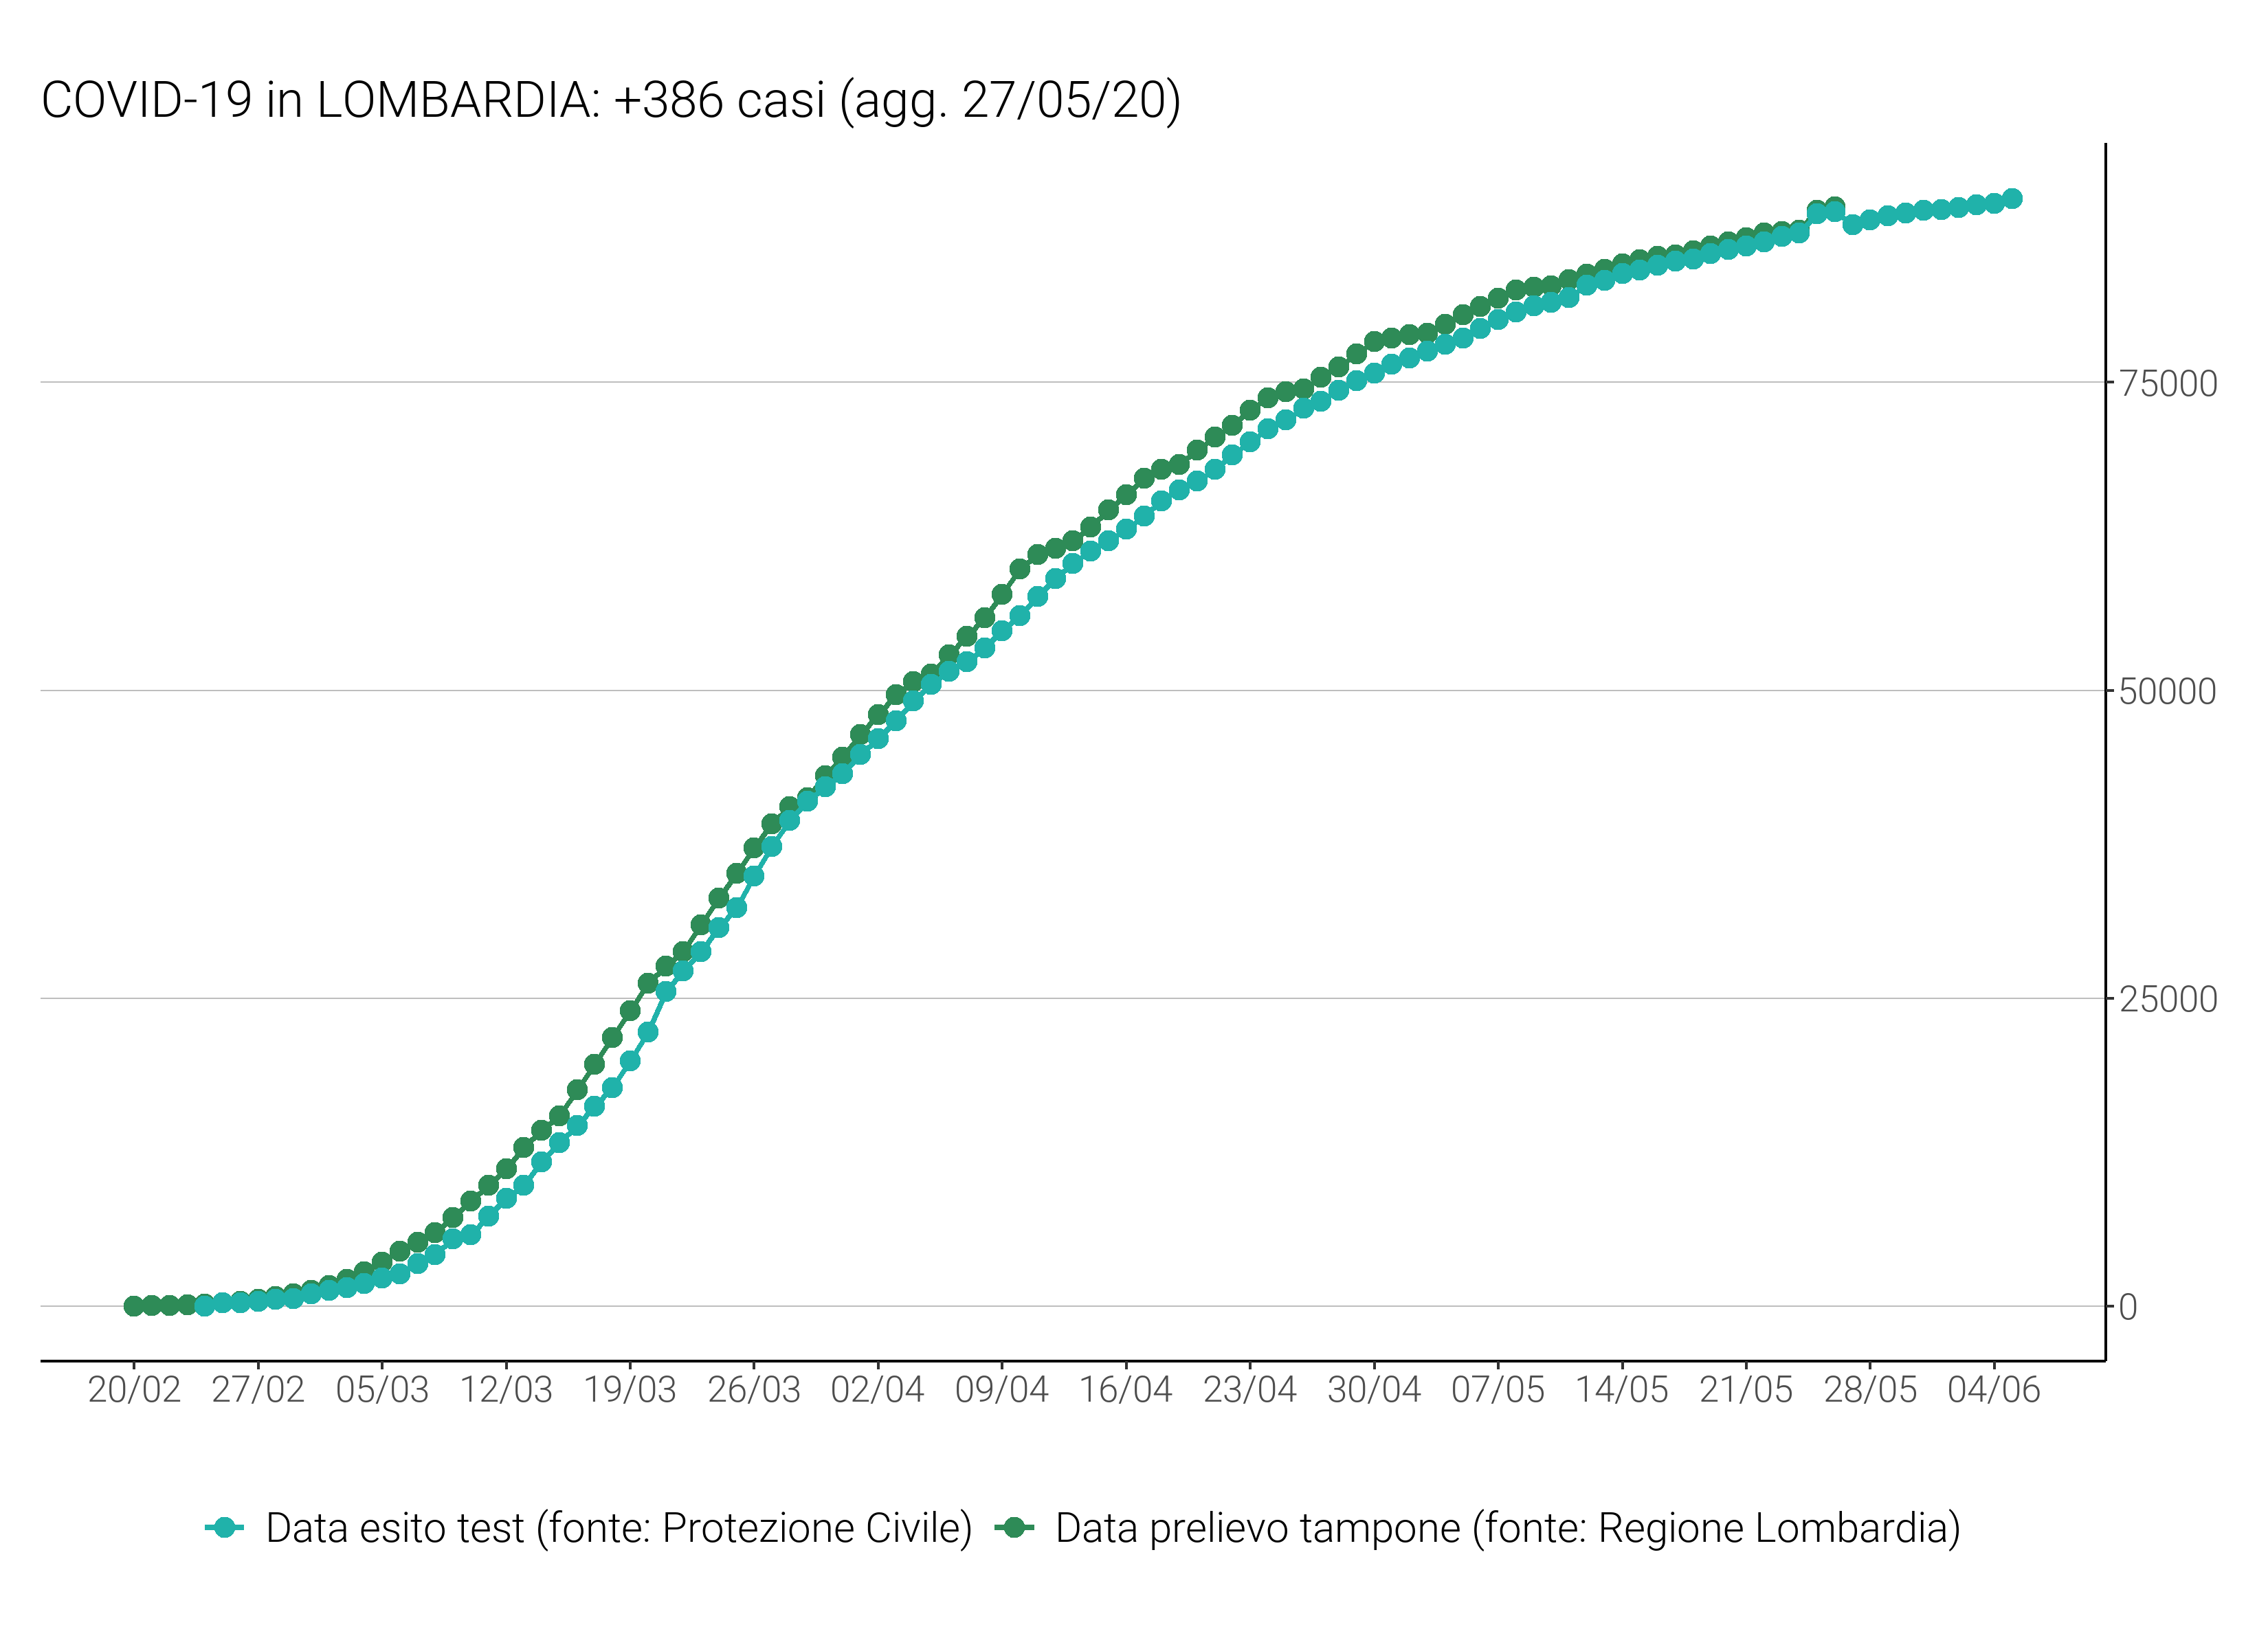 COVID-19 in LOMBARDIA: +386 casi (agg. 27/05/20)
75000
50000
25000
0
20/02 27/02 05/03 12/03 19/03 26/03 02/04 09/04 16/04 23/04 30/04 07/05 14/05 21/05 28/05 04/06
Data esito test (fonte: Protezione Civile) Data prelievo tampone (fonte: Regione Lombardia)